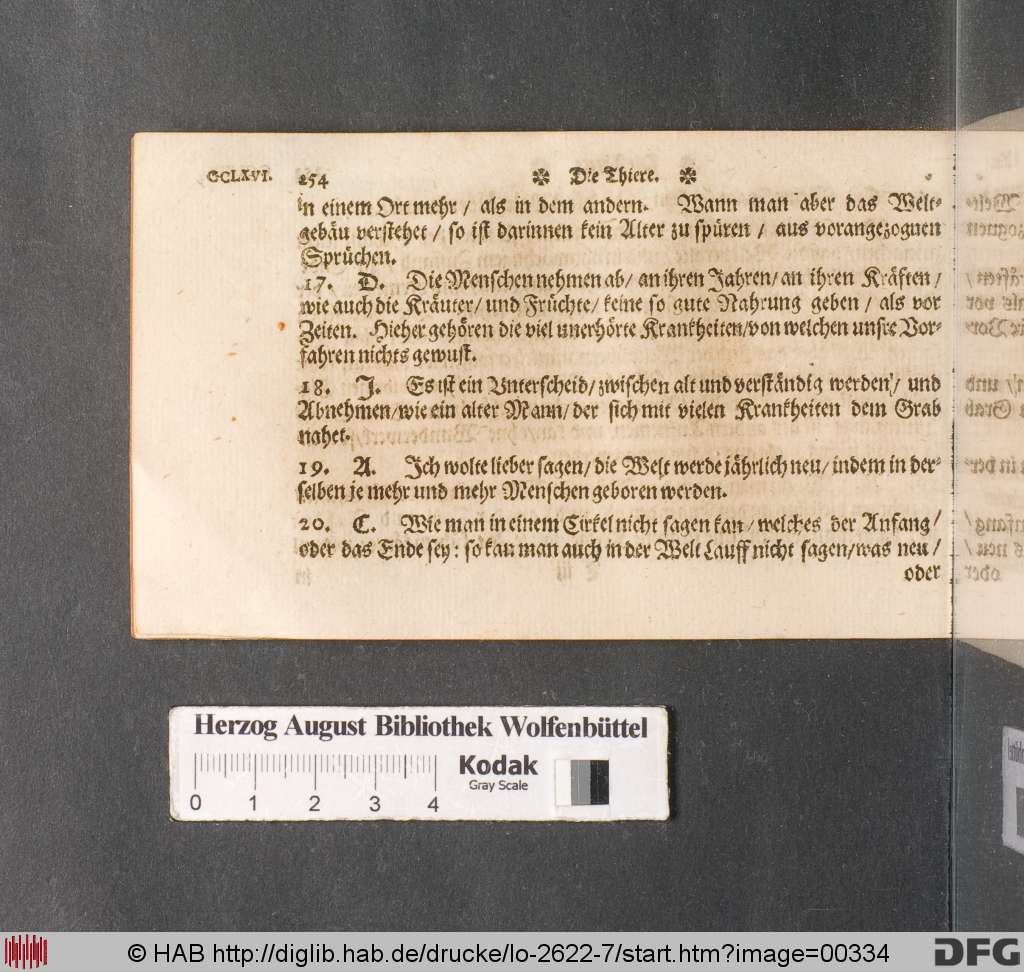 CCLXVI. 254 ✽ Die Thiere. ✽
in einem Ort mehr / als in dem andern. Wann man aber das Welt-
gebäu verstehet / so ist darinnen kein Alter zu spüren / aus vorangezognen
Sprüchen.
17. D. Die Menschen nehmen ab / an ihren Jahren / an ihren Kräften /
wie auch die Kräuter / und Früchte / keine so gute Nahrung geben / als vor
Zeiten. Hieher gehören die viel unerhörte Krankheiten / von welchen unsre Vor-
fahren nichts gewust.
18. J. Es ist ein Unterscheid / zwischen alt und verständig werden / und
Abnehmen / wie ein alter Mann / der sich mit vielen Krankheiten dem Grab
nahet.
19. A. Ich wolte lieber sagen / die Welt werde jährlich neu / indem in der-
selben je mehr und mehr Menschen geboren werden.
20. C. Wie man in einem Cirkel nicht sagen kan / welches der Anfang /
oder das Ende sey : so kan man auch in der Welt Lauff nicht sagen / was neu /
oder
Herzog August Bibliothek Wolfenbüttel
Kodak
Gray Scale
0 1 2 3 4
© HAB http://diglib.hab.de/drucke/lo-2622-7/start.htm?image=00334
DFG